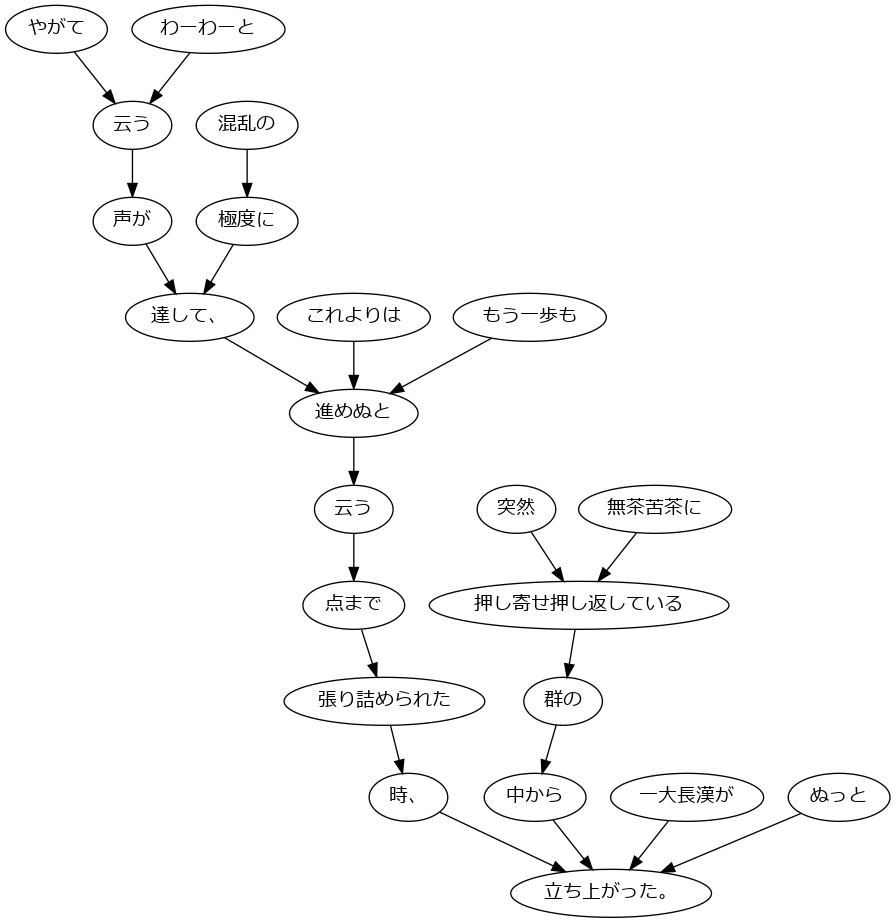 やがて わーわーと
云う 混乱の
声が 極度に
達して、 これよりは もう一歩も
進めぬと
云う 突然 無茶苦茶に
点まで 押し寄せ押し返している
張り詰められた 群の
時、 中から 一大長漢が ぬっと
立ち上がった。